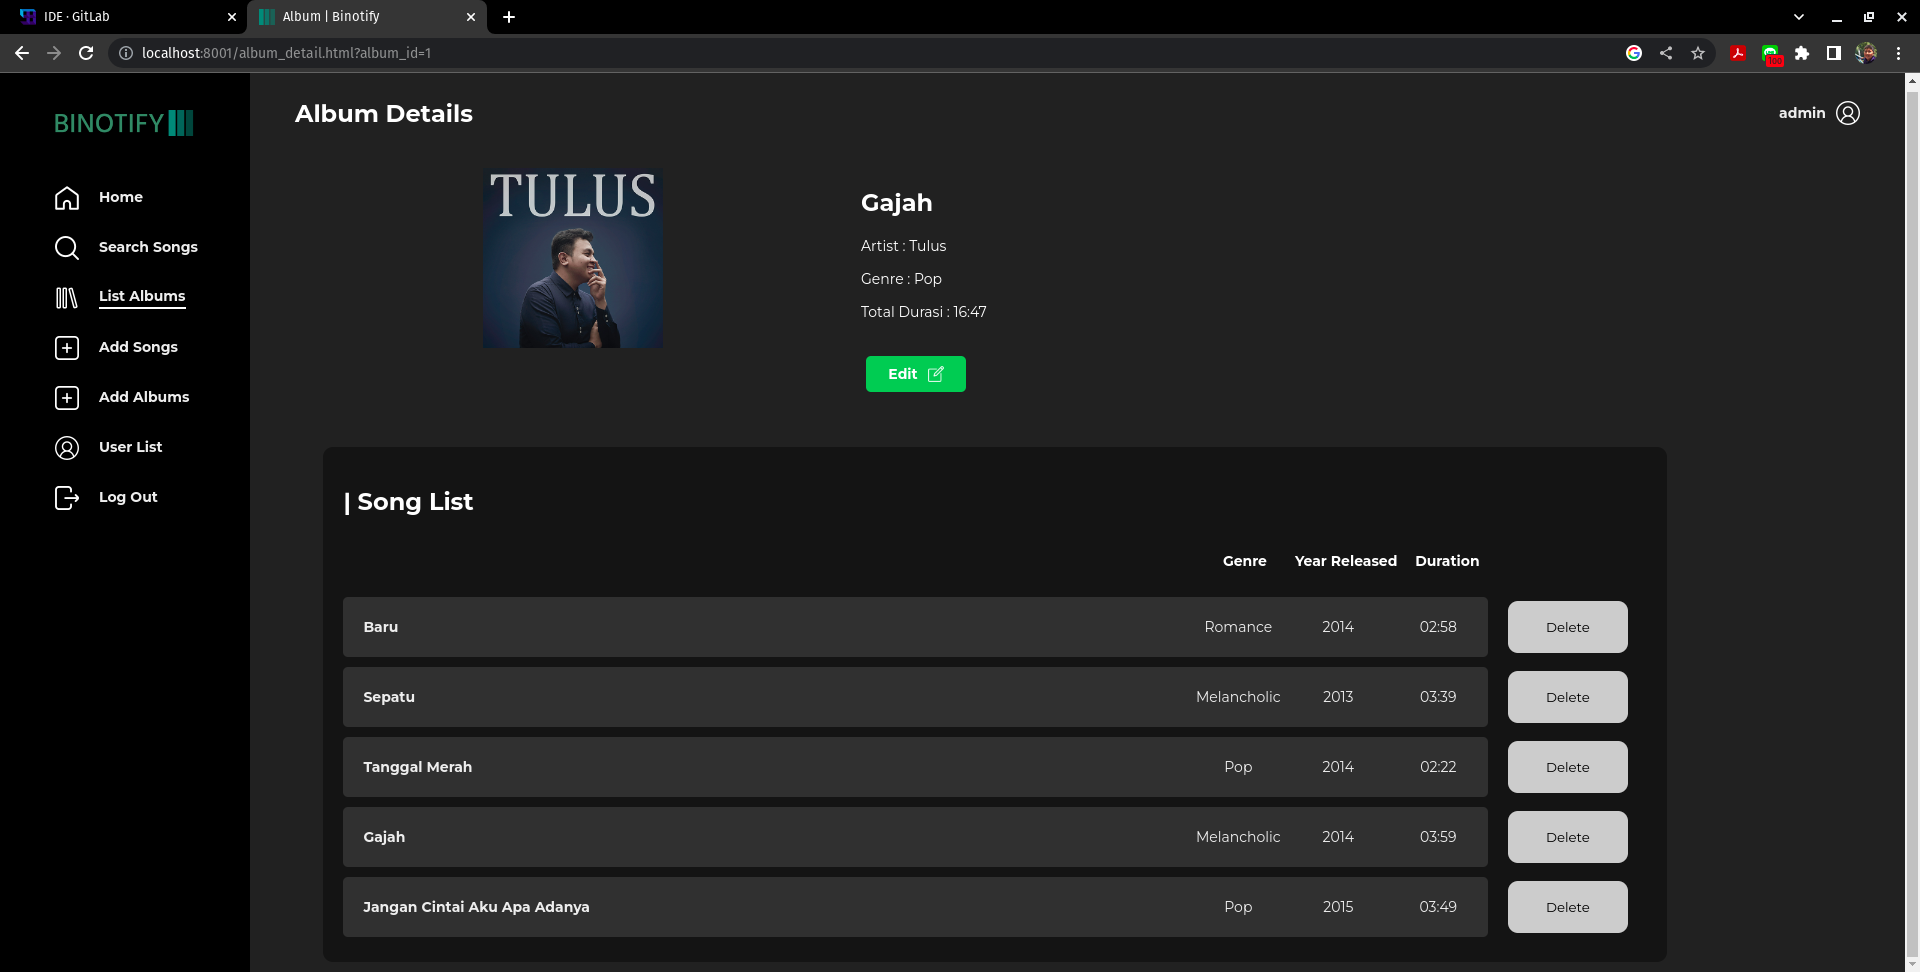 IDE · GitLab
Album | Binotify
localhost:8001/album_detail.html?album_id=1
100
BINOTIFY
Album Details
admin
Home
Search Songs
List Albums
Add Songs
Add Albums
User List
Log Out
TULUS
Gajah
Artist : Tulus
Genre : Pop
Total Durasi : 16:47
Edit
| Song List
Genre Year Released Duration
Baru Romance 2014 02:58 Delete
Sepatu Melancholic 2013 03:39 Delete
Tanggal Merah Pop 2014 02:22 Delete
Gajah Melancholic 2014 03:59 Delete
Jangan Cintai Aku Apa Adanya Pop 2015 03:49 Delete